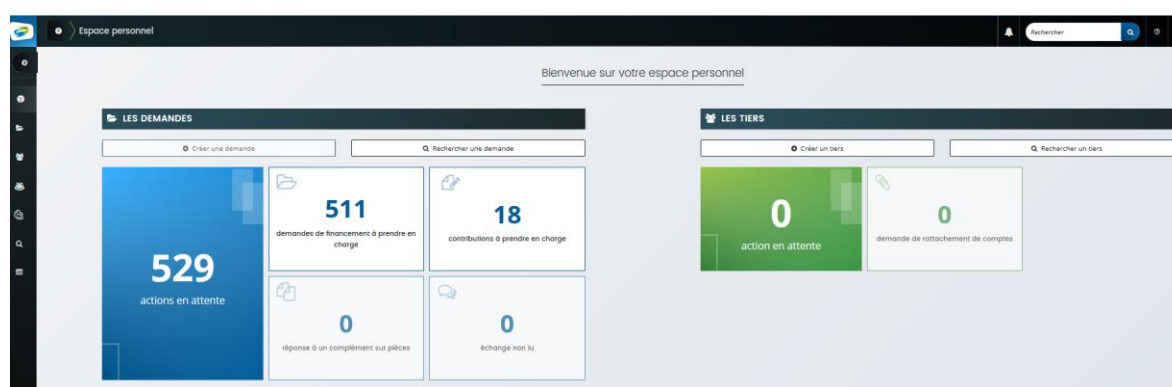 Espace personnel
Rechercher
Bienvenue sur votre espace personnel
LES DEMANDES
Créer une demande
Rechercher une demande
529
actions en attente
511
demandes de financement à prendre en
charge
18
contributions à prendre en charge
0
réponse à un complément sur pièces
0
échange non lu
LES TIERS
Créer un tiers
Rechercher un tiers
0
action en attente
0
demande de rattachement de comptes